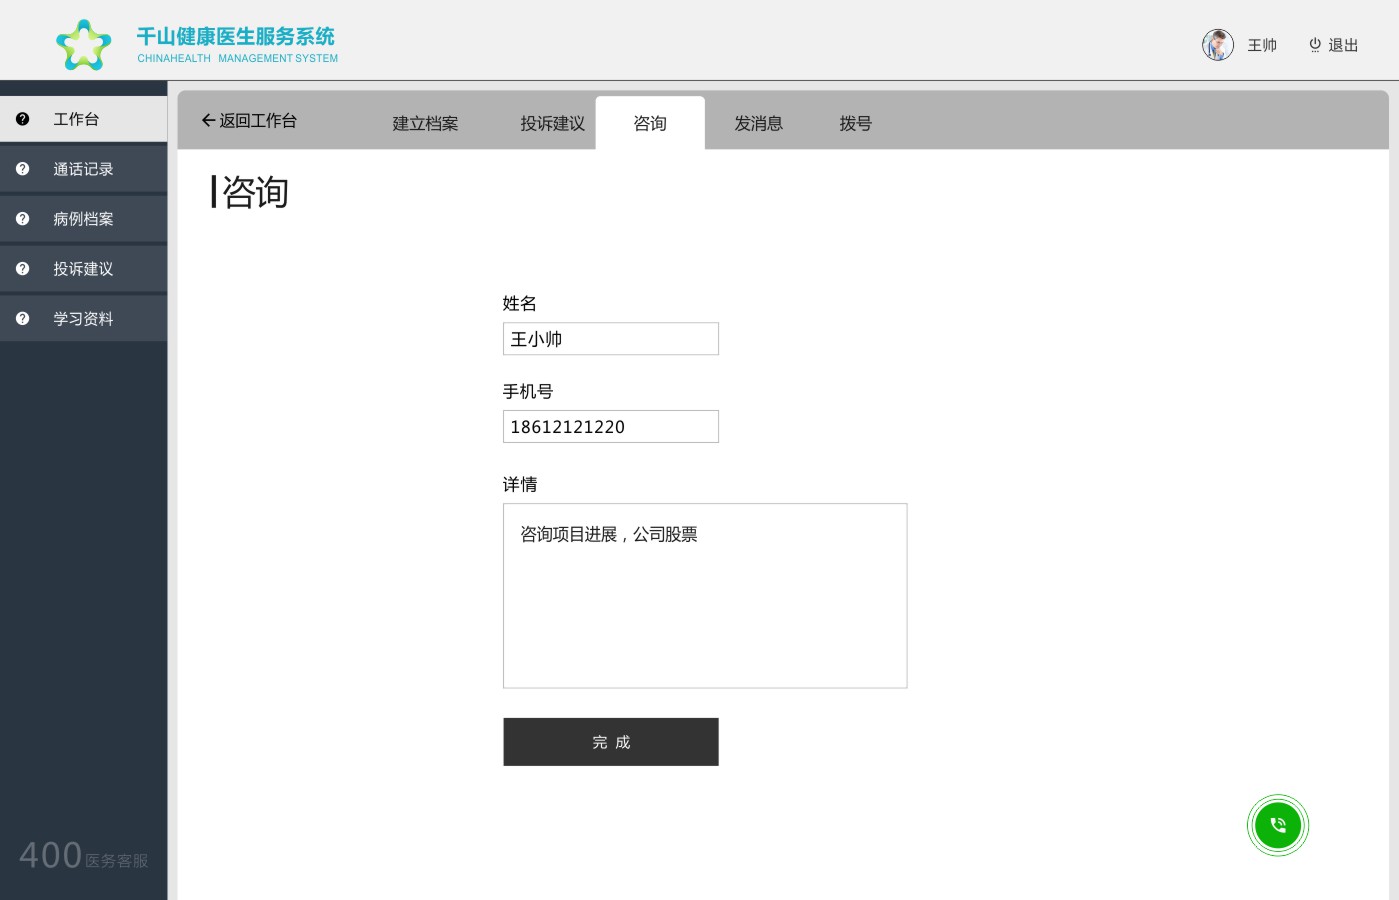 千山健康医生服务系统
CHINAHEALTH MANAGEMENT SYSTEM
王帅
退出
工作台
通话记录
病例档案
投诉建议
学习资料
400医务客服
返回工作台
建立档案
投诉建议
咨询
发消息
拨号
咨询
姓名
王小帅
手机号
18612121220
详情
咨询项目进展，公司股票
完 成